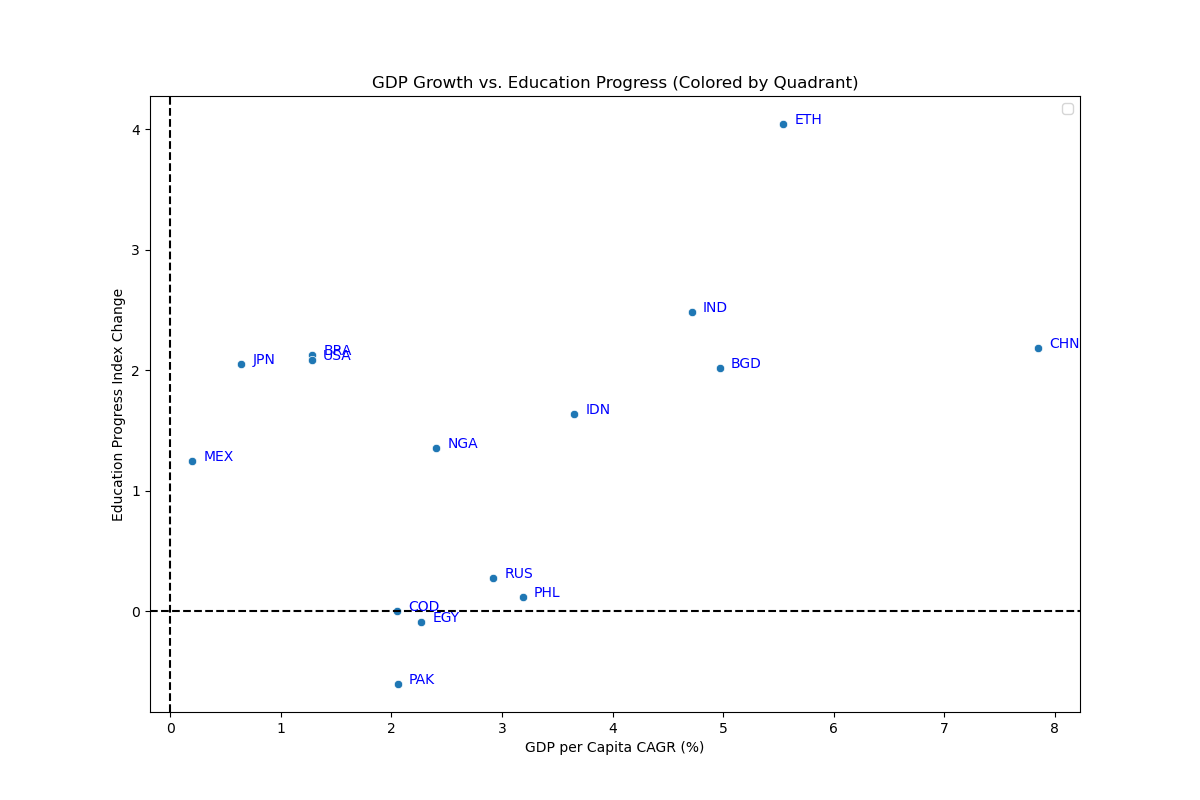 GDP Growth vs. Education Progress (Colored by Quadrant)
4
ETH
3
IND
CHN
BRA
USA
JPN
BGD
2
IDN
NGA
MEX
1
RUS
PHL
COD
0
EGY
PAK
0 1 2 3 4 5 6 7 8
GDP per Capita CAGR (%)
Education Progress Index Change